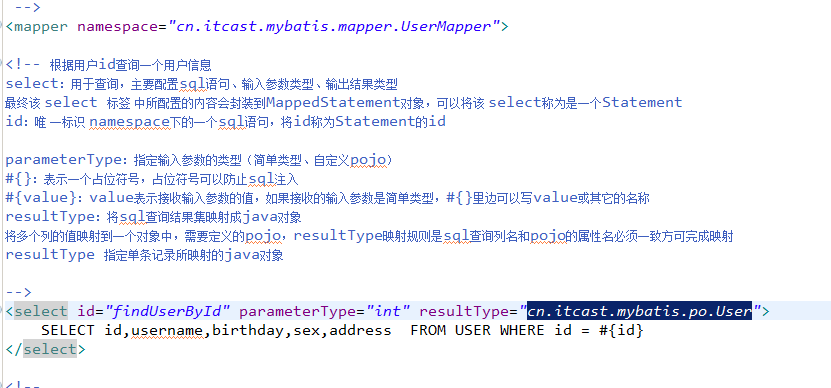 -->
<mapper namespace="cn.itcast.mybatis.mapper.UserMapper">
<!-- 根据用户id查询一个用户信息
select：用于查询，主要配置sql语句、输入参数类型、输出结果类型
最终该 select 标签 中所配置的内容会封装到MappedStatement对象，可以将该 select称为是一个Statement
id：唯 一标识 namespace下的一个sql语句，将id称为Statement的id
parameterType：指定输入参数的类型（简单类型、自定义pojo）
#{}：表示一个占位符号，占位符号可以防止sql注入
#{value}：value表示接收输入参数的值，如果接收的输入参数是简单类型，#{}里边可以写value或其它的名称
resultType：将sql查询结果集映射成java对象
将多个列的值映射到一个对象中，需要定义的pojo，resultType映射规则是sql查询列名和pojo的属性名必须一致方可完成映射
resultType 指定单条记录所映射的java对象
-->
<select id="findUserById" parameterType="int" resultType="cn.itcast.mybatis.po.User">
SELECT id,username,birthday,sex,address  FROM USER WHERE id = #{id}
</select>
<!--